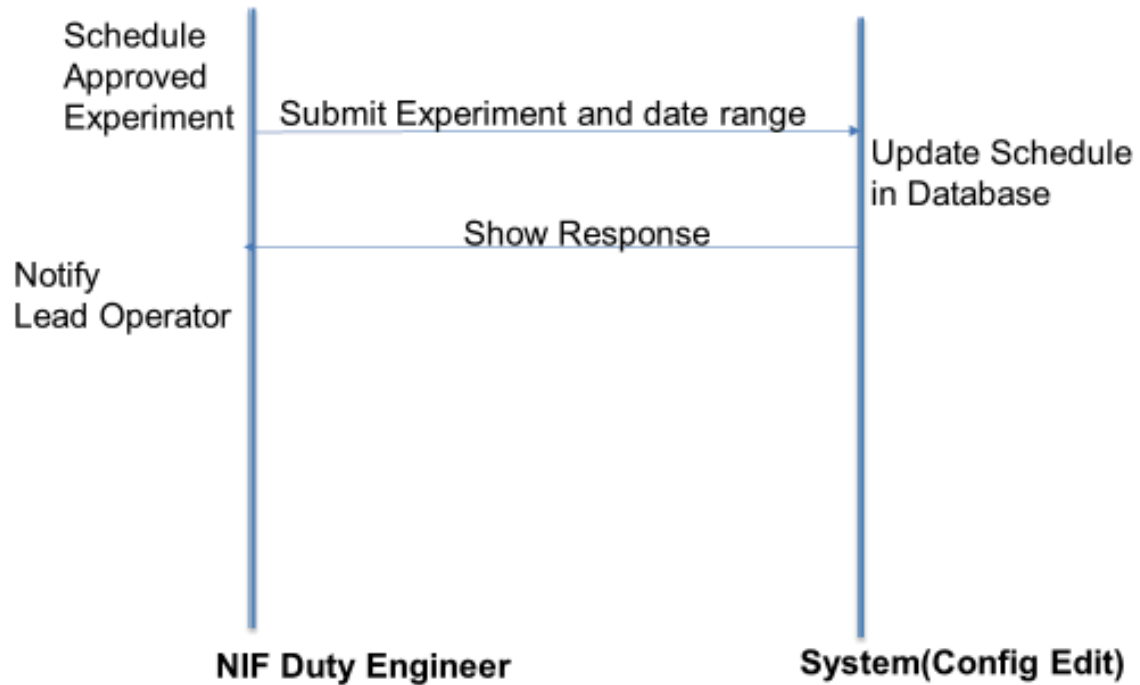 Schedule
Approved
Experiment
Submit Experiment and date range
Update Schedule
in Database
Show Response
Notify
Lead Operator
NIF Duty Engineer
System(Config Edit)